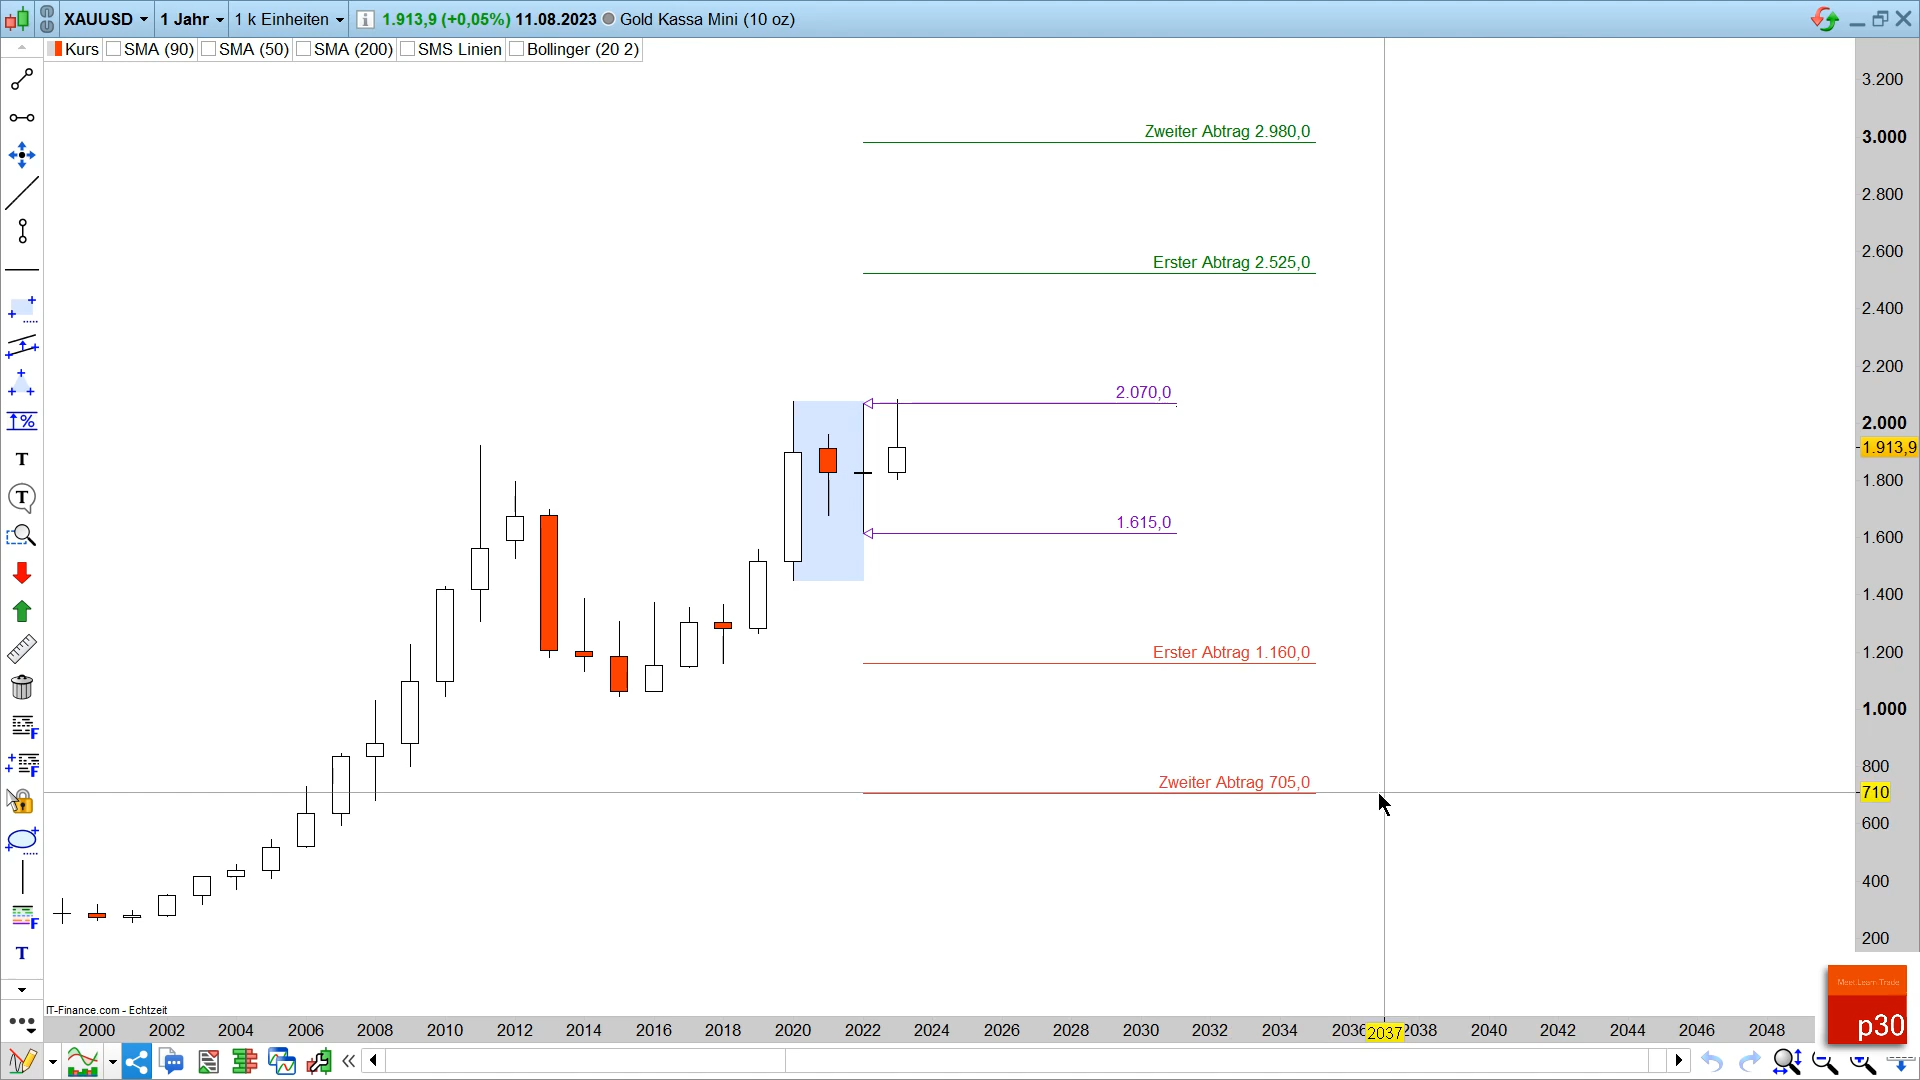 XAUUSD 1 Jahr 1 k Einheiten 1.913,9 (+0,05%) 11.08.2023 Gold Kassa Mini (10 oz)
Kurs SMA (90) SMA (50) SMA (200) SMS Linien Bollinger (20 2)
3.200
Zweiter Abtrag 2.980,0
3.000
2.800
Erster Abtrag 2.525,0
2.600
2.400
2.200
2.070,0
2.000
1.913,9
1.800
1.615,0
1.600
1.400
Erster Abtrag 1.160,0
1.200
1.000
800
Zweiter Abtrag 705,0
710
600
400
200
IT-Finance.com - Echtzeit
2000 2002 2004 2006 2008 2010 2012 2014 2016 2018 2020 2022 2024 2026 2028 2030 2032 2034 2036 2037 2038 2040 2042 2044 2046 2048
Meet.Learn.Trade
p30